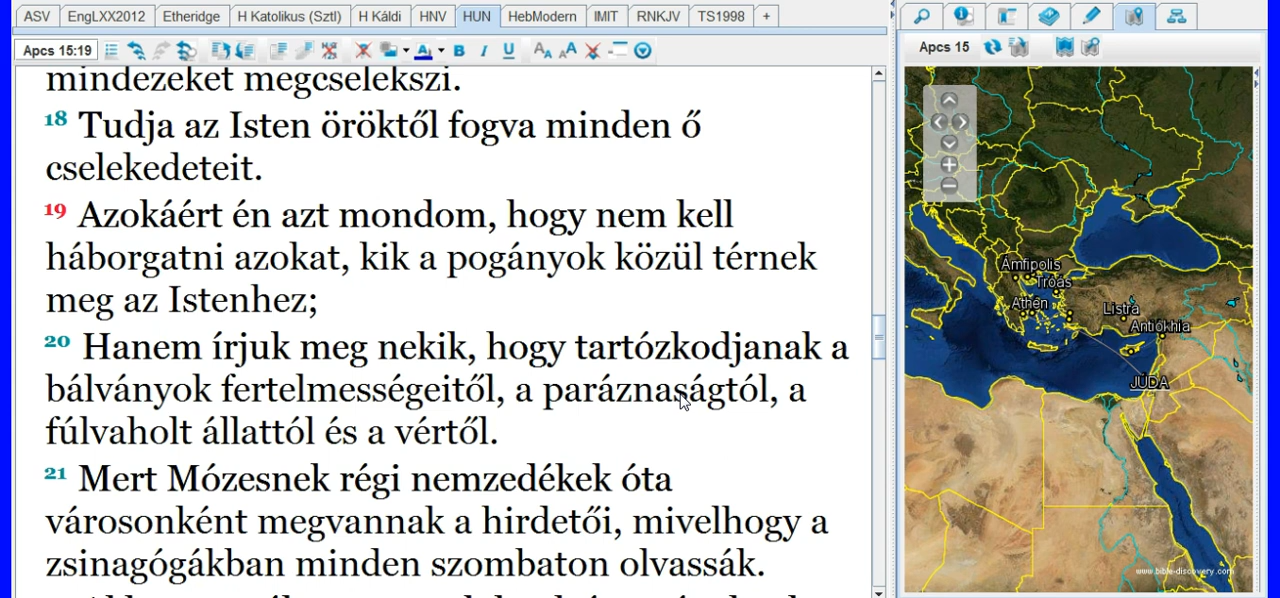 ASV EngLXX2012 Etheridge H Katolikus (Sztl) H Káldi HNV HUN HebModern IMIT RNKJV TS1998 +
Apcs 15:19
B I U
Apcs 15
mindezeket megcselekszi.
18 Tudja az Isten öröktől fogva minden ő
cselekedeteit.
19 Azokáért én azt mondom, hogy nem kell
háborgatni azokat, kik a pogányok közül térnek
meg az Istenhez;
20 Hanem írjuk meg nekik, hogy tartózkodjanak a
bálványok fertelmességeitől, a paráznaságtól, a
fúlvaholt állattól és a vértől.
21 Mert Mózesnek régi nemzedékek óta
városonként megvannak a hirdetői, mivelhogy a
zsinagógákban minden szombaton olvassák.
Ámfipolis
Tróás
Athén
Listra
Antiókhia
JÚDA
www.bible-discovery.com